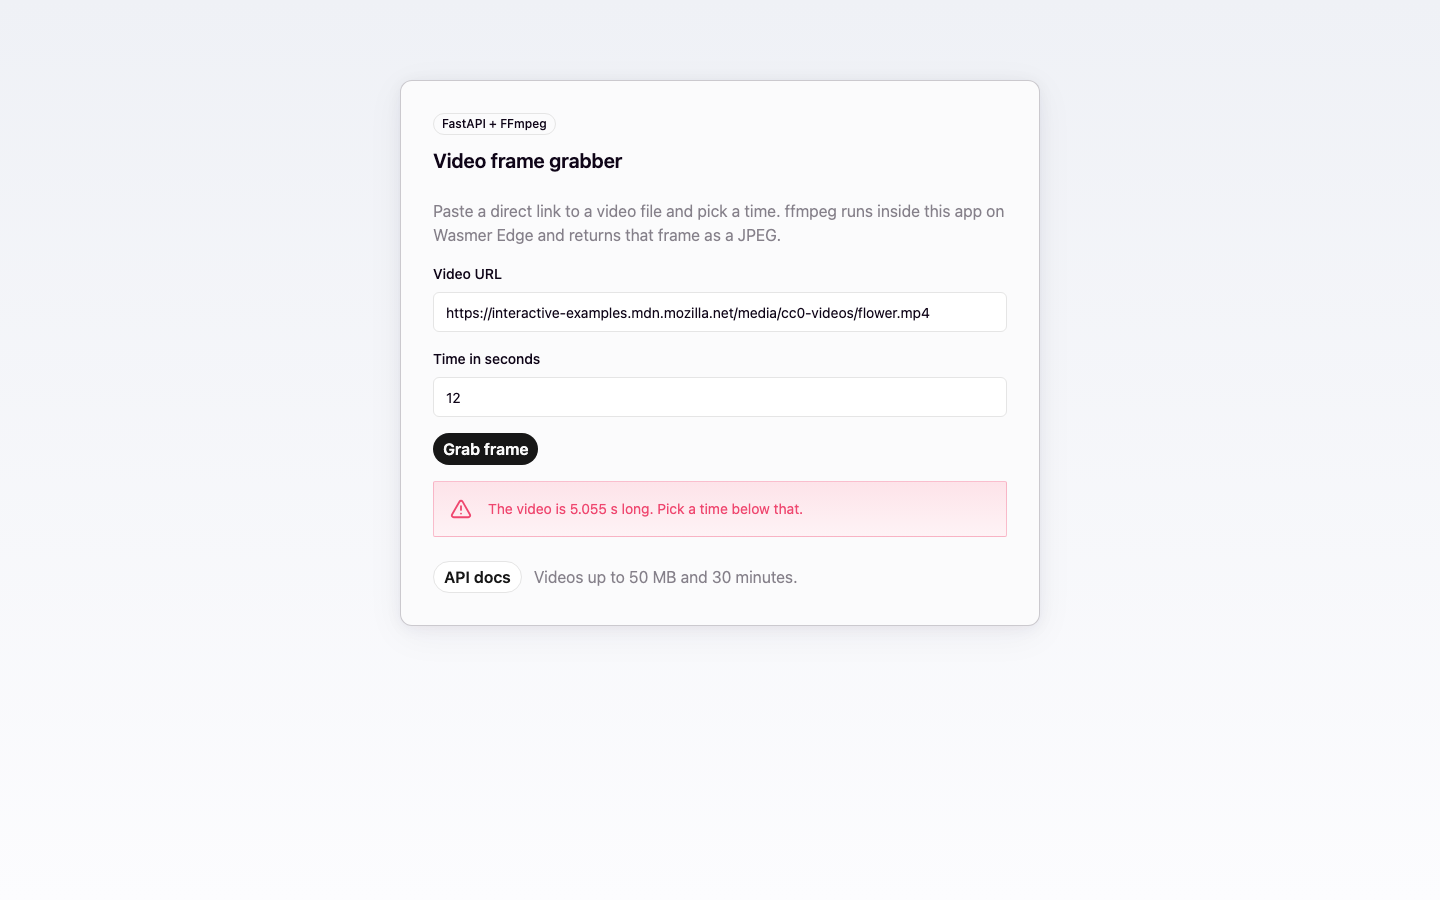 FastAPI + FFmpeg
Video frame grabber
Paste a direct link to a video file and pick a time. ffmpeg runs inside this app on
Wasmer Edge and returns that frame as a JPEG.
Video URL
https://interactive-examples.mdn.mozilla.net/media/cc0-videos/flower.mp4
Time in seconds
12
Grab frame
The video is 5.055 s long. Pick a time below that.
API docs Videos up to 50 MB and 30 minutes.